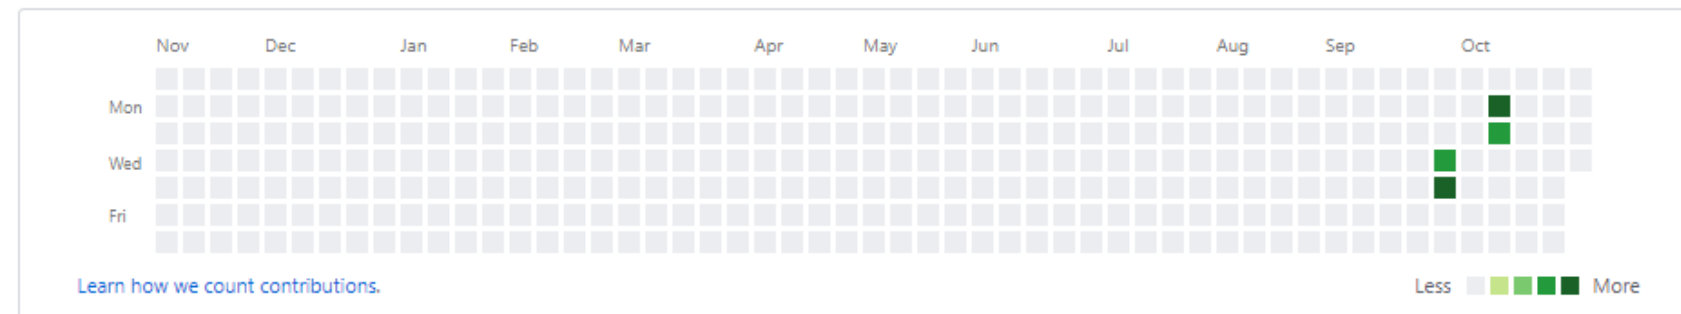 Nov Dec Jan Feb Mar Apr May Jun Jul Aug Sep Oct
Mon
Wed
Fri
Learn how we count contributions.
Less More